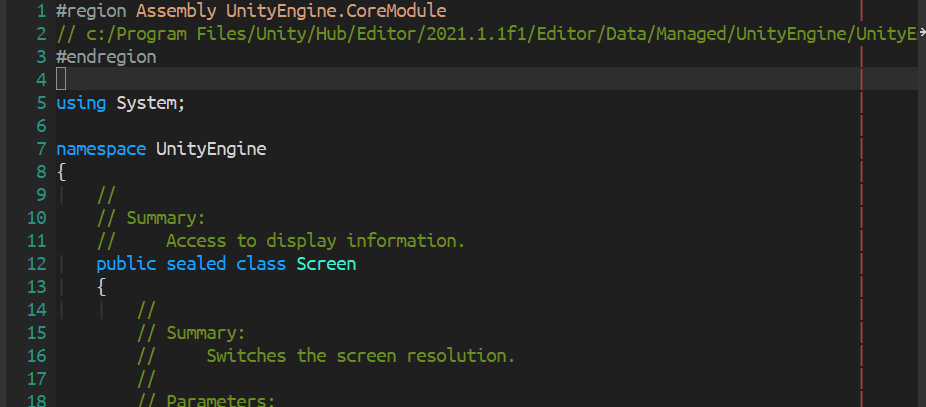 1 #region Assembly UnityEngine.CoreModule
2 // c:/Program Files/Unity/Hub/Editor/2021.1.1f1/Editor/Data/Managed/UnityEngine/UnityE
3 #endregion
4
5 using System;
6
7 namespace UnityEngine
8 {
9 //
10 // Summary:
11 //     Access to display information.
12 public sealed class Screen
13 {
14 //
15 // Summary:
16 //     Switches the screen resolution.
17 //
18 // Parameters: